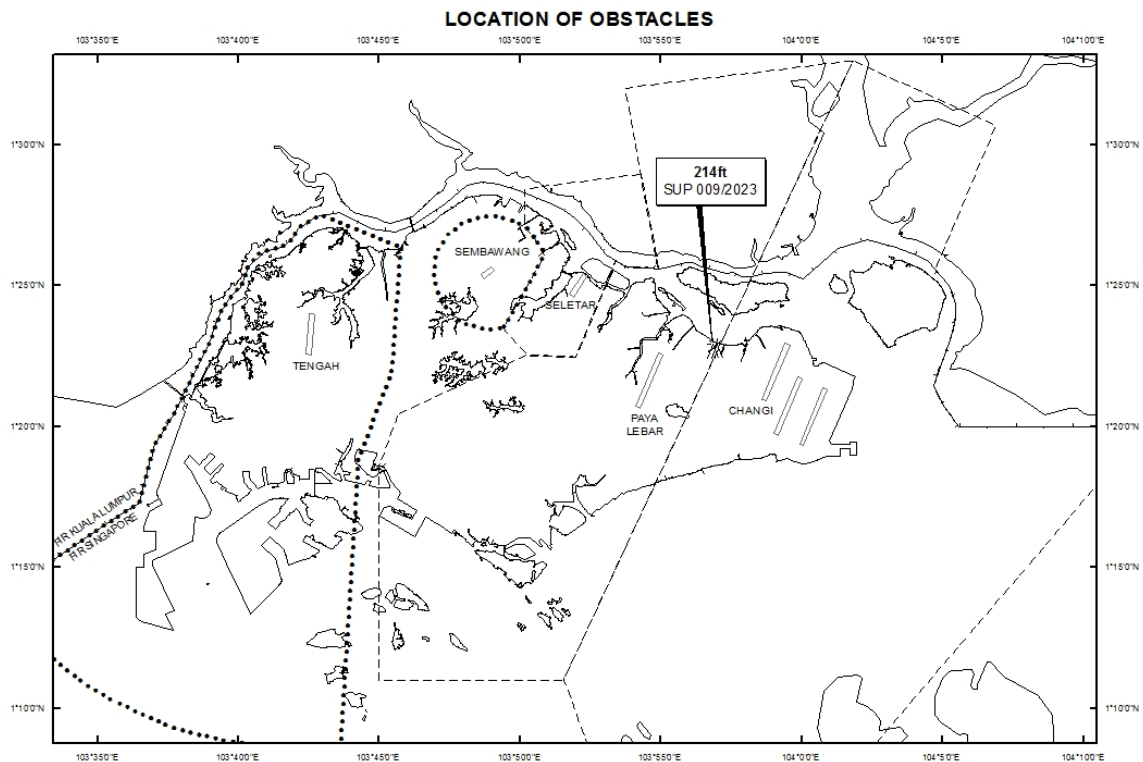 LOCATION OF OBSTACLES
103°35'0"E 103°40'0"E 103°45'0"E 103°50'0"E 103°55'0"E 104°0'0"E 104°5'0"E 104°10'0"E
1°30'0"N 1°30'0"N
214ft
SUP 009/2023
SEMBAWANG
1°25'0"N 1°25'0"N
SELETAR
TENGAH
CHANGI
PAYA
LEBAR
1°20'0"N 1°20'0"N
FIR KUALA LUMPUR
FIR SINGAPORE
1°15'0"N 1°15'0"N
1°10'0"N 1°10'0"N
103°35'0"E 103°40'0"E 103°45'0"E 103°50'0"E 103°55'0"E 104°0'0"E 104°5'0"E 104°10'0"E